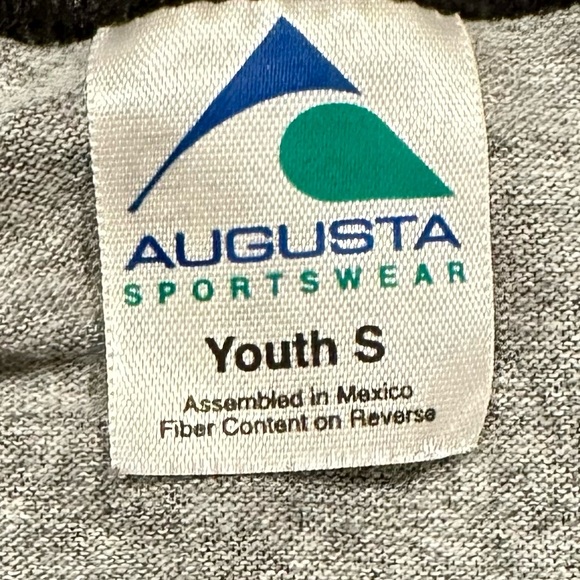 AUGUSTA
SPORTSWEAR
Youth S
Assembled in Mexico
Fiber Content on Reverse